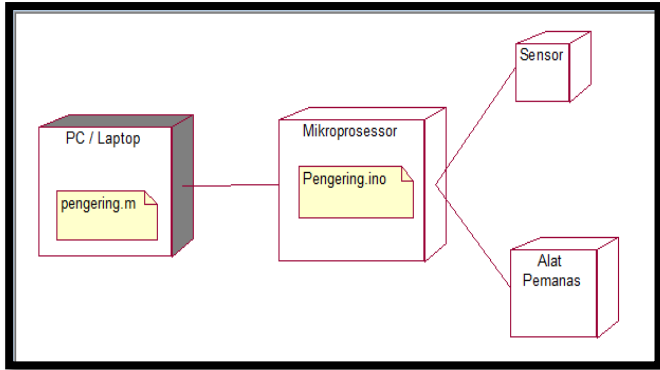 PC / Laptop
pengering.m
Mikroprosessor
Pengering.ino
Sensor
Alat
Pemanas